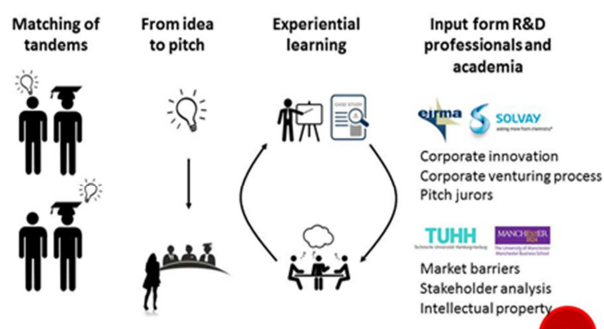 Matching of
tandems
From idea
to pitch
Experiential
learning
Input form R&D
professionals and
academia
CASE STUDY
eirma
SOLVAY
asking more from chemistry®
Corporate innovation
Corporate venturing process
Pitch jurors
TUHH
Technische Universität Hamburg-Harburg
MANCHESTER
1824
The University of Manchester
Manchester Business School
Market barriers
Stakeholder analysis
Intellectual property